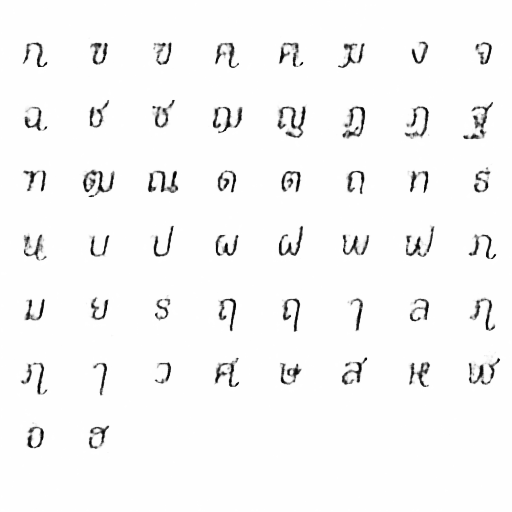 ก ข ฃ ค ฅ ฆ ง จ
ฉ ช ซ ฌ ญ ฎ ฏ ฐ
ฑ ฒ ณ ด ต ถ ท ธ
น บ ป ผ ฝ พ ฟ ภ
ม ย ร ฤ ฤ ๅ ล ฦ
ฦ ๅ ว ศ ษ ส ห ฬ
อ ฮ